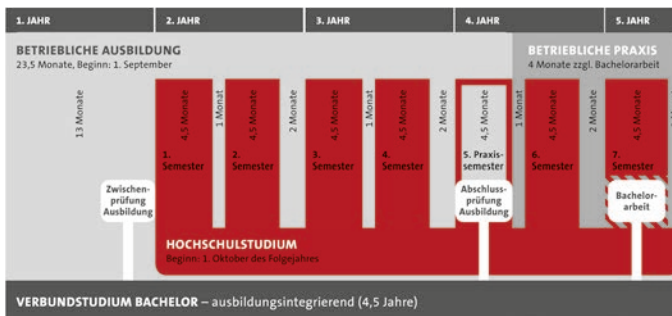 1. JAHR
2. JAHR
3. JAHR
4. JAHR
5. JAHR
BETRIEBLICHE AUSBILDUNG
23,5 Monate, Beginn: 1. September
BETRIEBLICHE PRAXIS
4 Monate zzgl. Bachelorarbeit
13 Monate
4,5 Monate
1 Monat
4,5 Monate
2 Monate
4,5 Monate
1 Monat
4,5 Monate
2 Monate
4,5 Monate
1 Monat
4,5 Monate
2 Monate
4,5 Monate
1.
Semester
2.
Semester
3.
Semester
4.
Semester
5. Praxis-
semester
6.
Semester
7.
Semester
Zwischen-
prüfung
Ausbildung
Abschluss-
prüfung
Ausbildung
Bachelor-
arbeit
HOCHSCHULSTUDIUM
Beginn: 1. Oktober des Folgejahres
VERBUNDSTUDIUM BACHELOR – ausbildungsintegrierend (4,5 Jahre)